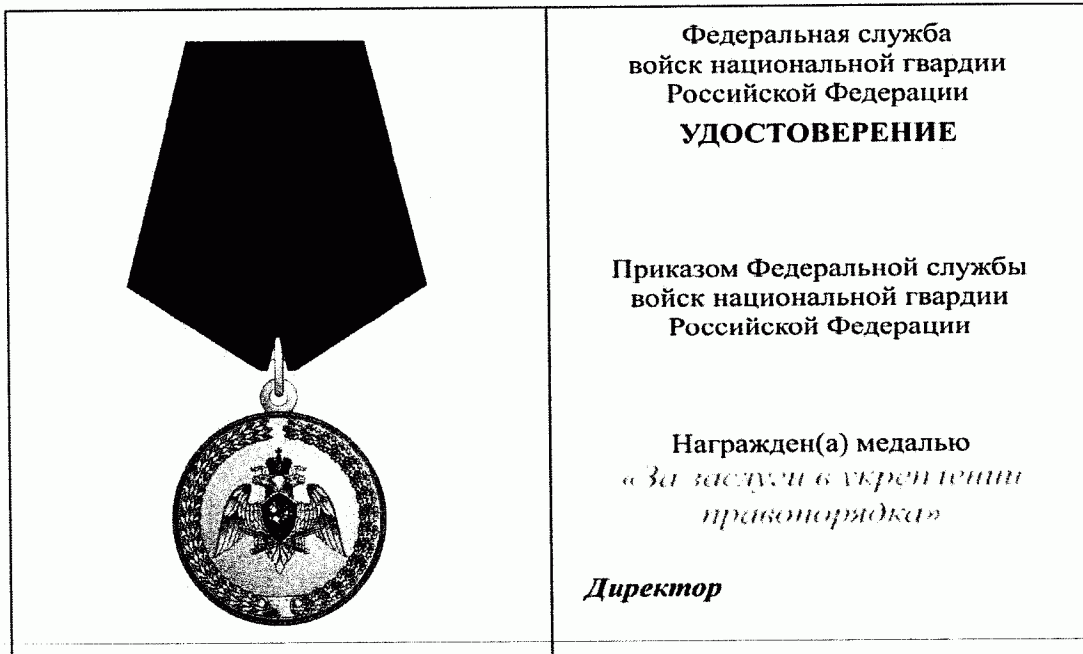 Федеральная служба
войск национальной гвардии
Российской Федерации
УДОСТОВЕРЕНИЕ
Приказом Федеральной службы
войск национальной гвардии
Российской Федерации
Награжден(а) медалью
«За заслуги в укреплении
правопорядка»
Директор